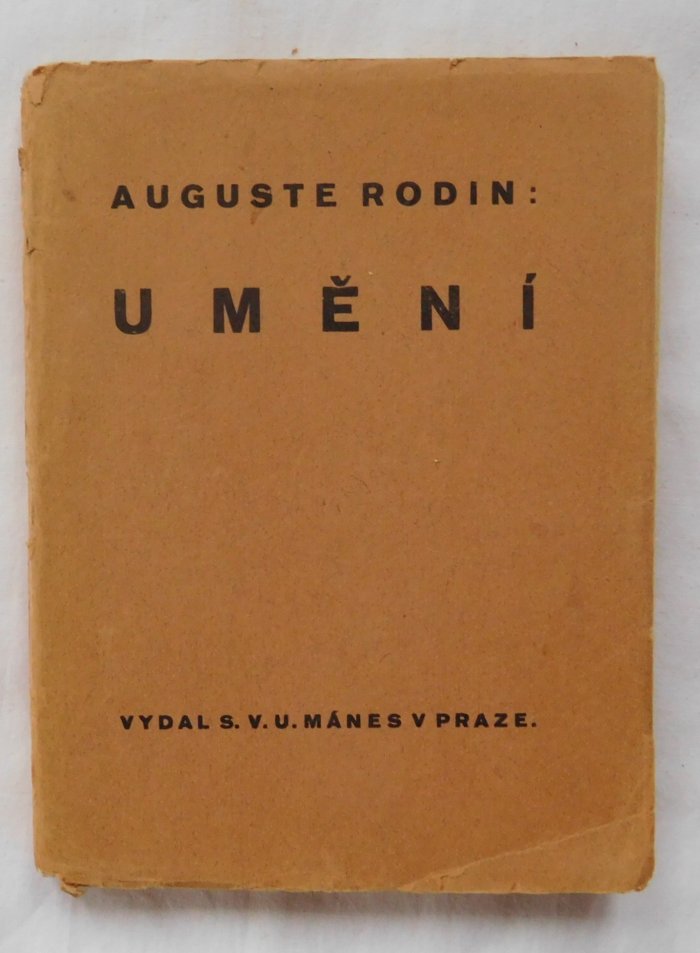 AUGUSTE RODIN:
UMĚNÍ
VYDAL S. V. U. MÁNES V PRAZE.